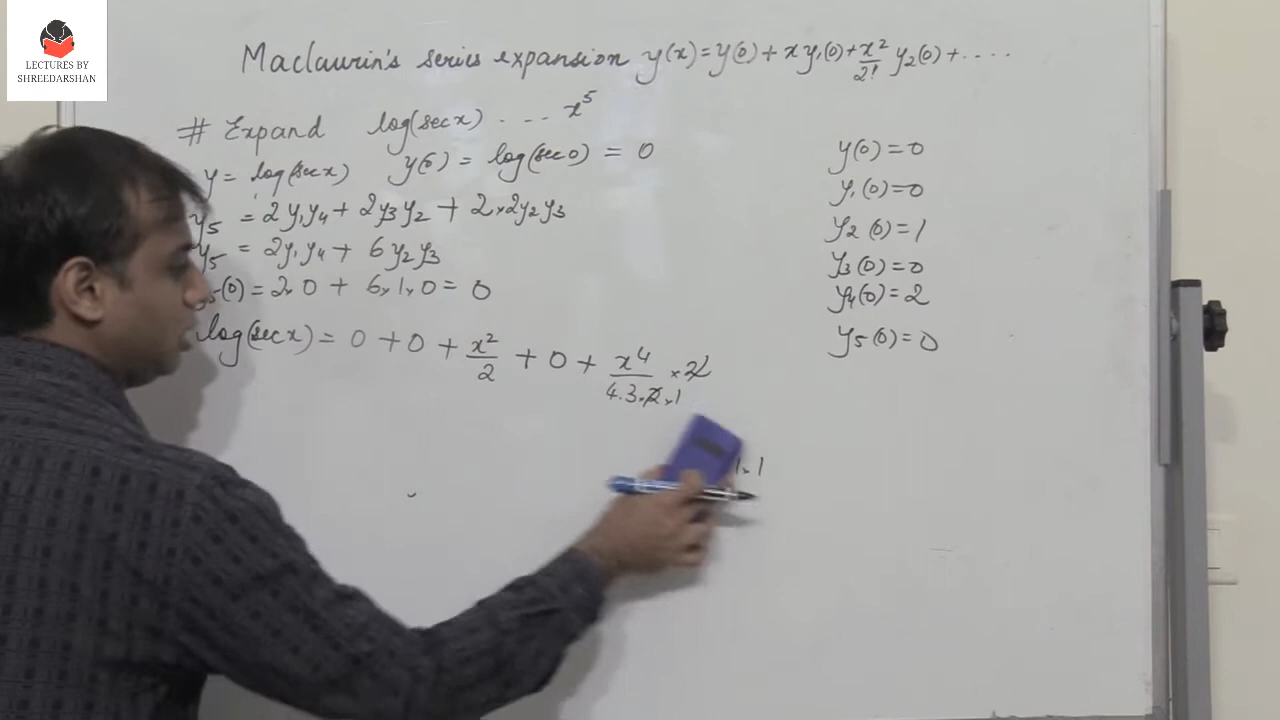 LECTURES BY
SHREEDARSHAN
Maclaurin's series expansion y(x) = y(0) + x y₁(0) + x²/2! y₂(0) + ....
# Expand log(sec x) ... x⁵
y = log(sec x) y(0) = log(sec 0) = 0
y₅ = 2y₁y₄ + 2y₃y₂ + 2×2y₂y₃
y₅ = 2y₁y₄ + 6y₂y₃
y₅(0) = 2×0 + 6×1×0 = 0
log(sec x) = 0 + 0 + x²/2 + 0 + x⁴/4.3.2×1 × 2
1×1
y(0) = 0
y₁(0) = 0
y₂(0) = 1
y₃(0) = 0
y₄(0) = 2
y₅(0) = 0